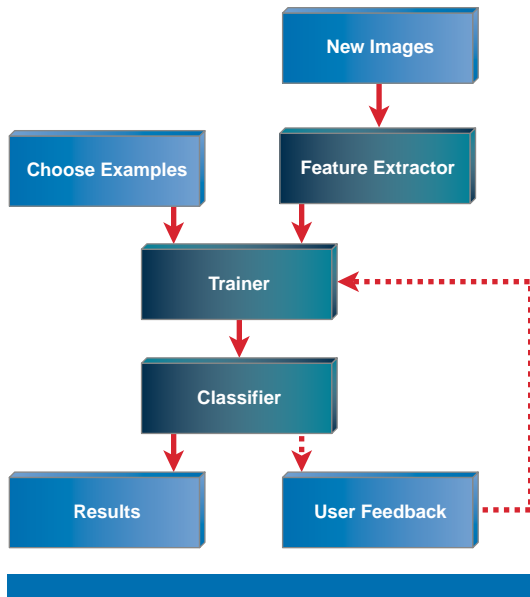 New Images
Choose Examples
Feature Extractor
Trainer
Classifier
Results
User Feedback